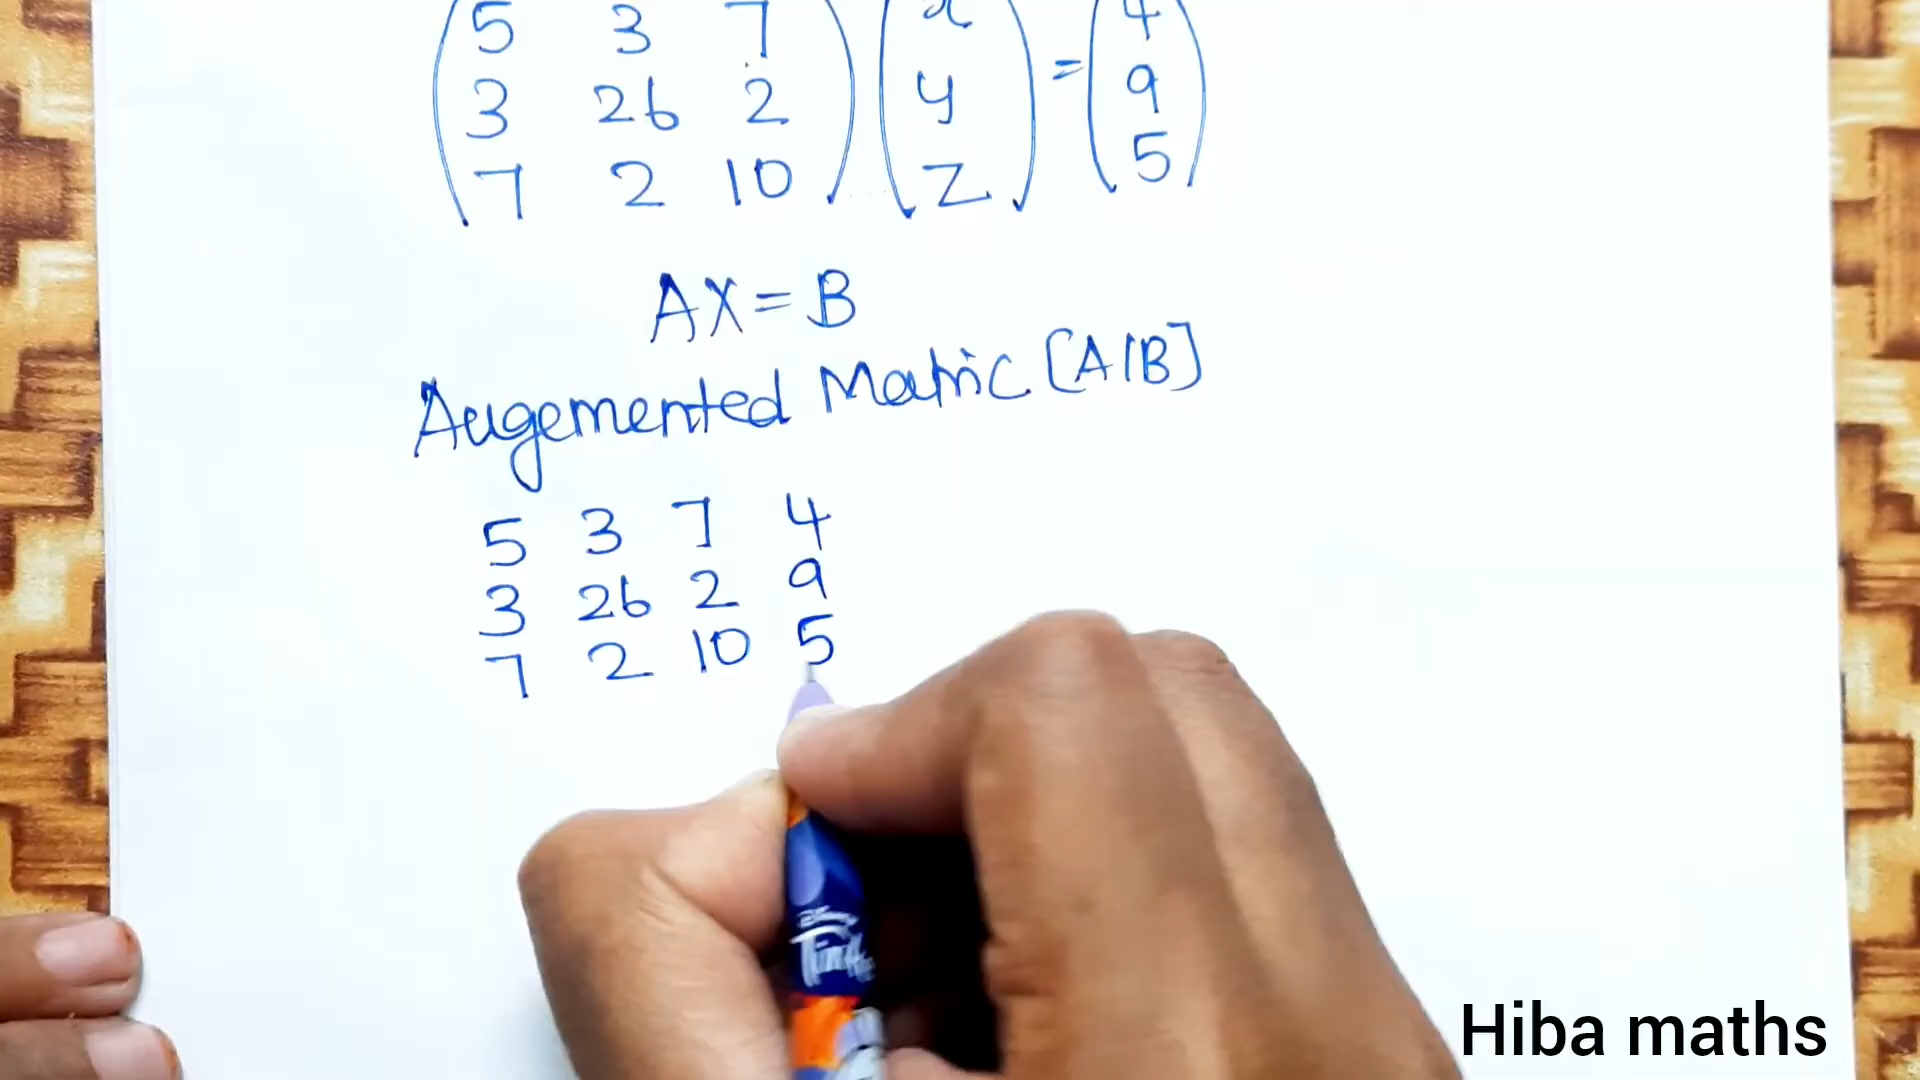 5 3 7 x 4
3 26 2 y = 9
7 2 10 z 5
AX = B
Augemented Matric [A|B]
5 3 7 4
3 26 2 9
7 2 10 5
Hiba maths